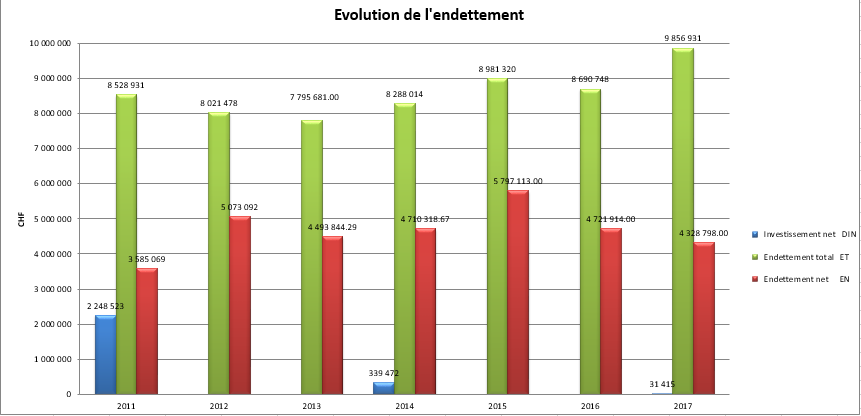 Evolution de l'endettement
CHF
10 000 000
9 000 000
8 000 000
7 000 000
6 000 000
5 000 000
4 000 000
3 000 000
2 000 000
1 000 000
0
2 248 523
8 528 931
3 585 069
8 021 478
5 073 092
7 795 681.00
4 493 844.29
339 472
8 288 014
4 710 318.67
8 981 320
5 797 113.00
8 690 748
4 721 914.00
31 415
9 856 931
4 328 798.00
2011 2012 2013 2014 2015 2016 2017
Investissement net DIN
Endettement total ET
Endettement net EN